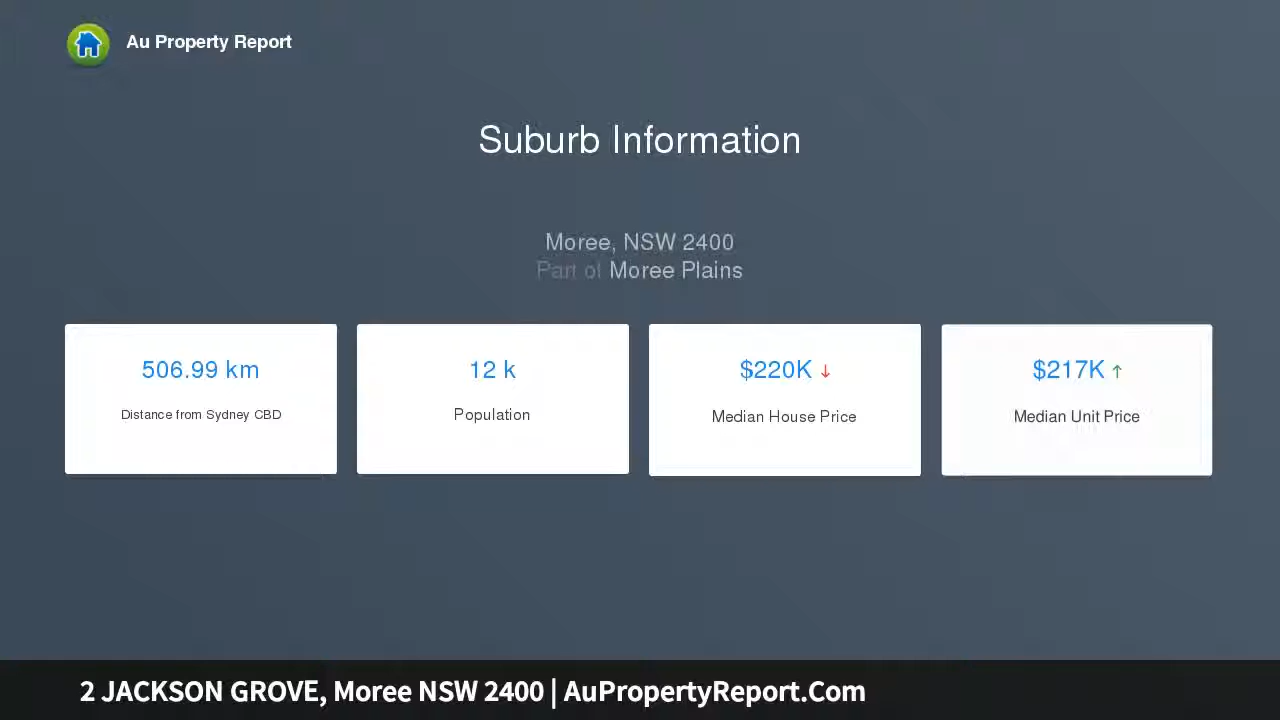 Au Property Report
Suburb Information
Moree, NSW 2400
Part of Moree Plains
506.99 km
Distance from Sydney CBD
12 k
Population
$220K ↓
Median House Price
$217K ↑
Median Unit Price
2 JACKSON GROVE, Moree NSW 2400 | AuPropertyReport.Com